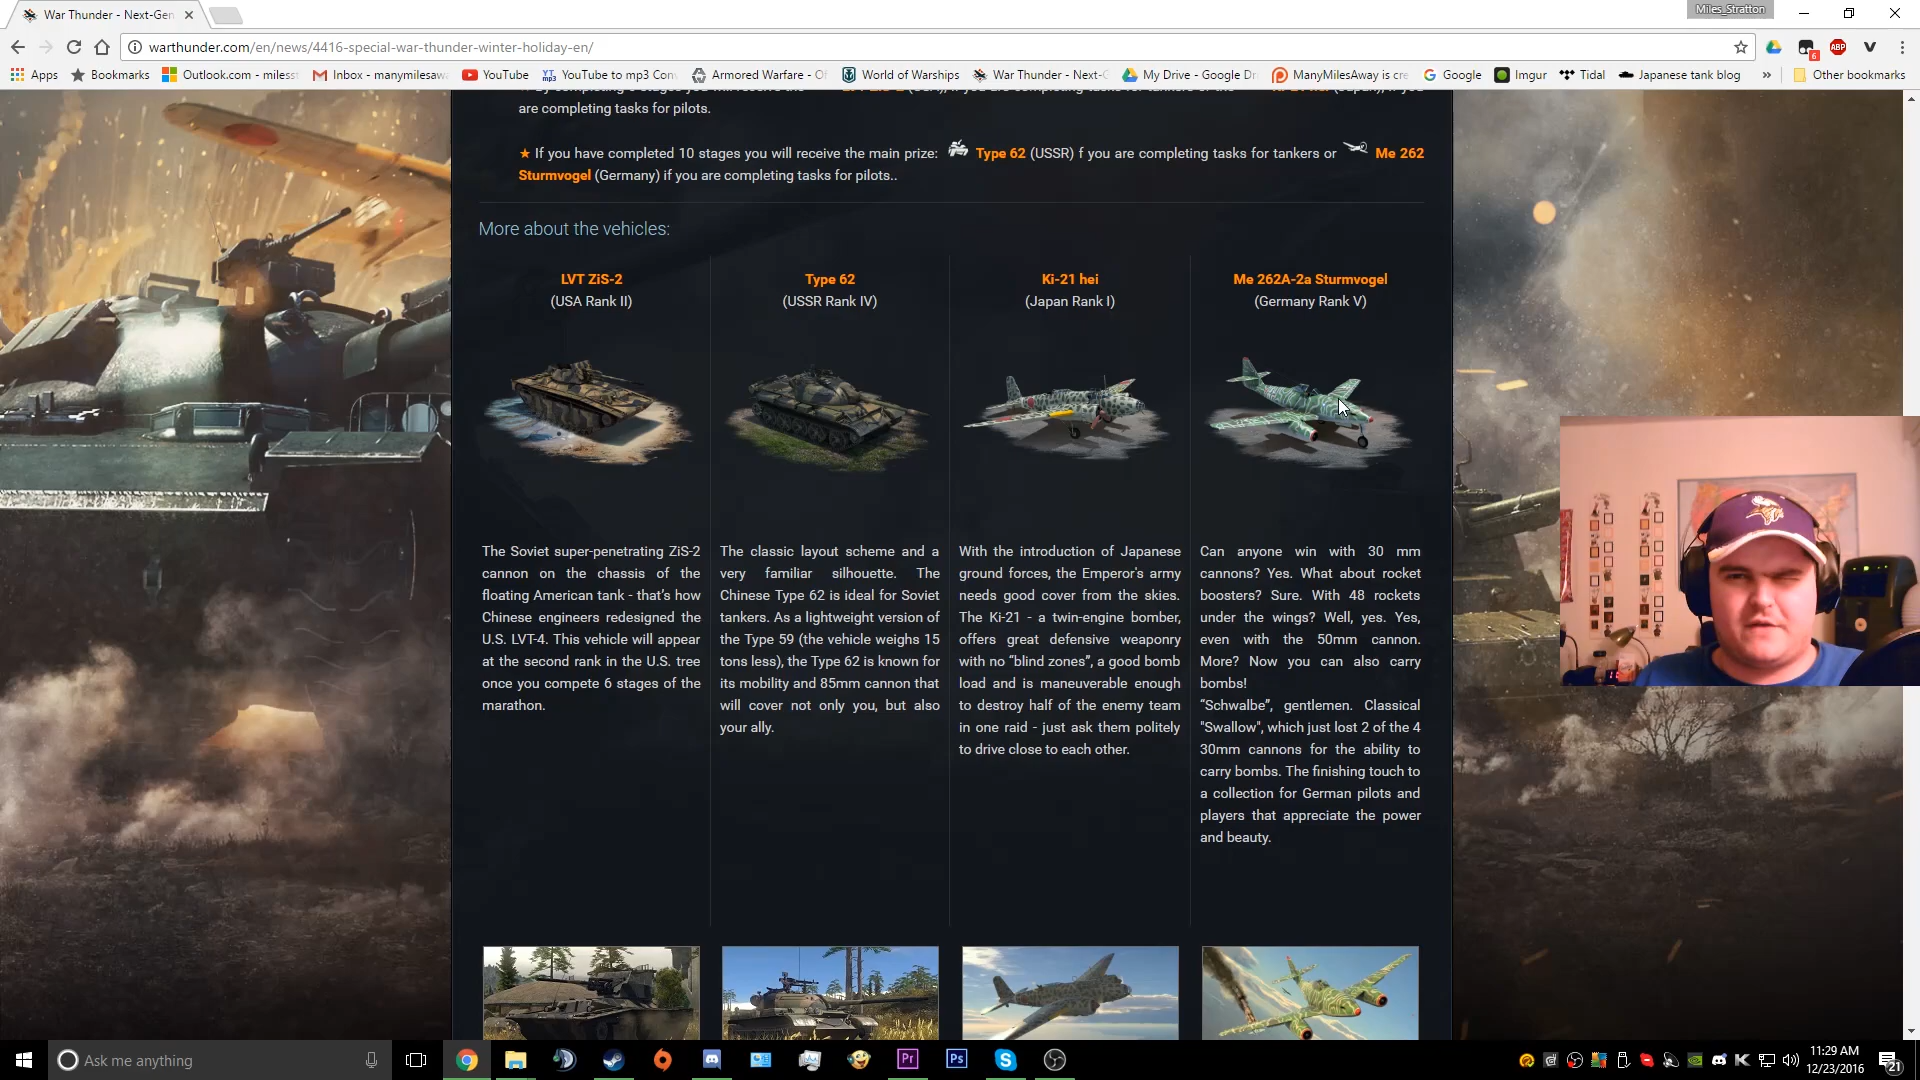 War Thunder - Next-Gen
Miles_Stratton
warthunder.com/en/news/4416-special-war-thunder-winter-holiday-en/
Apps
Bookmarks
Outlook.com - miless
Inbox - manymilesaw
YouTube
YouTube to mp3 Con
Armored Warfare - Of
World of Warships
War Thunder - Next-G
My Drive - Google Dr
ManyMilesAway is cre
Google
Imgur
Tidal
Japanese tank blog
»
Other bookmarks
ABP
6
are completing tasks for pilots.
★ If you have completed 10 stages you will receive the main prize: Type 62 (USSR) f you are completing tasks for tankers or Me 262
Sturmvogel (Germany) if you are completing tasks for pilots..
More about the vehicles:
LVT ZiS-2
(USA Rank II)
The Soviet super-penetrating ZiS-2
cannon on the chassis of the
floating American tank - that's how
Chinese engineers redesigned the
U.S. LVT-4. This vehicle will appear
at the second rank in the U.S. tree
once you compete 6 stages of the
marathon.
Type 62
(USSR Rank IV)
The classic layout scheme and a
very familiar silhouette. The
Chinese Type 62 is ideal for Soviet
tankers. As a lightweight version of
the Type 59 (the vehicle weighs 15
tons less), the Type 62 is known for
its mobility and 85mm cannon that
will cover not only you, but also
your ally.
Ki-21 hei
(Japan Rank I)
With the introduction of Japanese
ground forces, the Emperor's army
needs good cover from the skies.
The Ki-21 - a twin-engine bomber,
offers great defensive weaponry
with no "blind zones", a good bomb
load and is maneuverable enough
to destroy half of the enemy team
in one raid - just ask them politely
to drive close to each other.
Me 262A-2a Sturmvogel
(Germany Rank V)
Can anyone win with 30 mm
cannons? Yes. What about rocket
boosters? Sure. With 48 rockets
under the wings? Well, yes. Yes,
even with the 50mm cannon.
More? Now you can also carry
bombs!
"Schwalbe", gentlemen. Classical
"Swallow", which just lost 2 of the 4
30mm cannons for the ability to
carry bombs. The finishing touch to
a collection for German pilots and
players that appreciate the power
and beauty.
Ask me anything
Pr
Ps
11:29 AM
12/23/2016
21